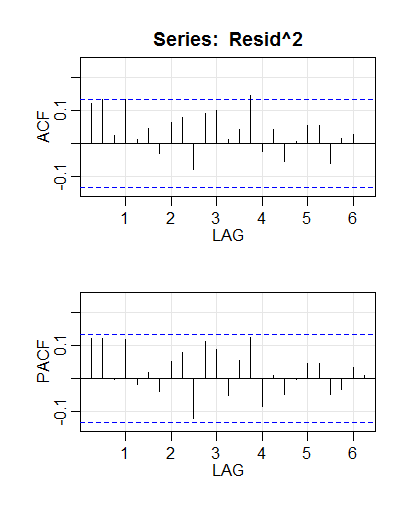 Series: Resid^2
ACF
0.1
-0.1
1 2 3 4 5 6
LAG
PACF
0.1
-0.1
1 2 3 4 5 6
LAG